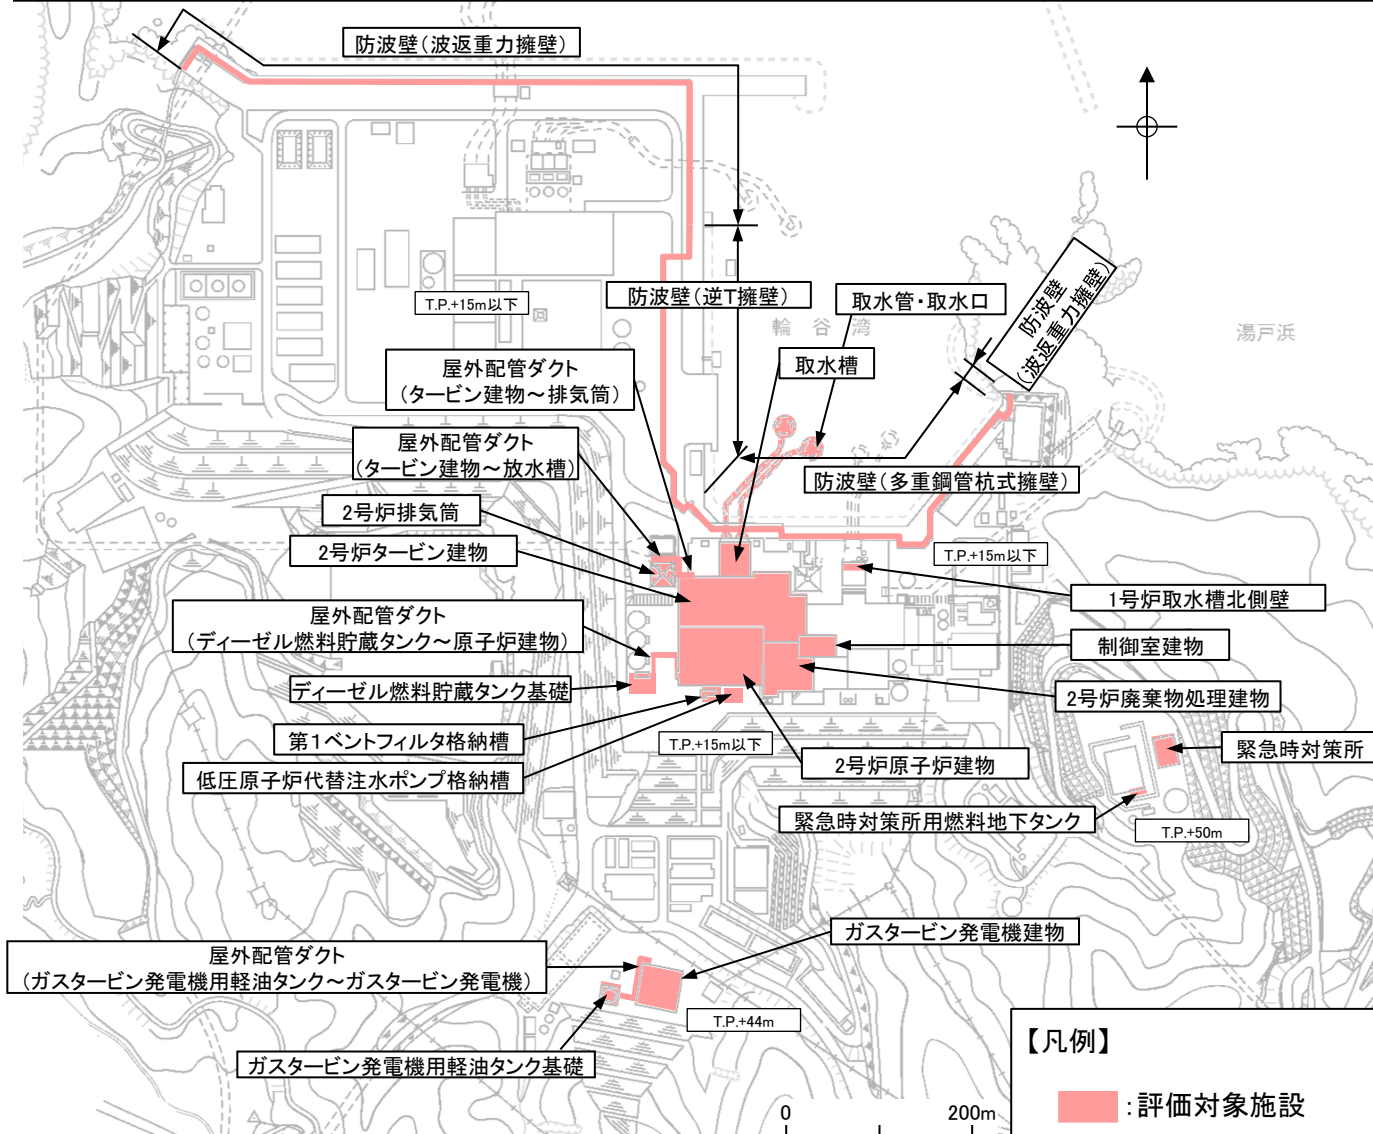 防波壁(波返重力擁壁)
防波壁(逆T擁壁)
取水管・取水口
防波壁
(波返重力擁壁)
T.P.+15m以下
輪谷湾
湯戸浜
取水槽
屋外配管ダクト
(タービン建物～排気筒)
屋外配管ダクト
(タービン建物～放水槽)
防波壁(多重鋼管杭式擁壁)
2号炉排気筒
2号炉タービン建物
T.P.+15m以下
1号炉取水槽北側壁
屋外配管ダクト
(ディーゼル燃料貯蔵タンク～原子炉建物)
制御室建物
ディーゼル燃料貯蔵タンク基礎
2号炉廃棄物処理建物
第1ベントフィルタ格納槽
T.P.+15m以下
緊急時対策所
低圧原子炉代替注水ポンプ格納槽
2号炉原子炉建物
緊急時対策所用燃料地下タンク
T.P.+50m
ガスタービン発電機建物
屋外配管ダクト
(ガスタービン発電機用軽油タンク～ガスタービン発電機)
T.P.+44m
ガスタービン発電機用軽油タンク基礎
【凡例】
:評価対象施設
0 200m